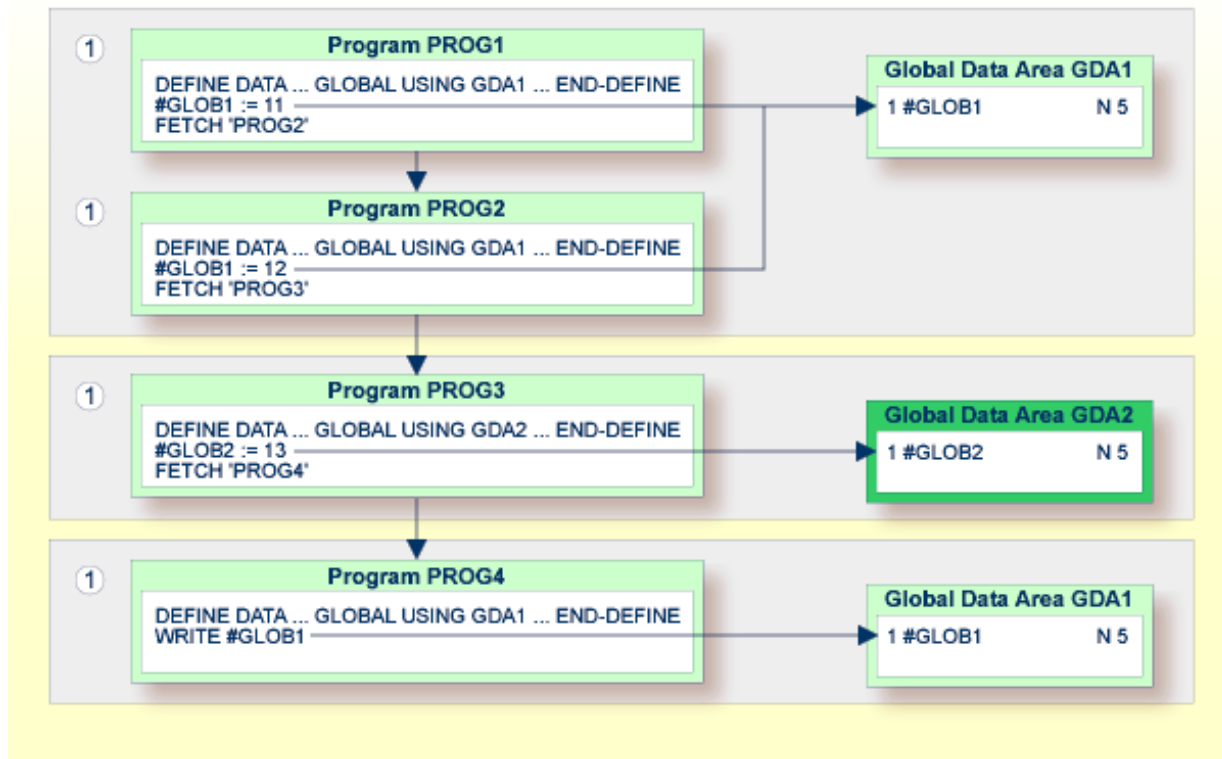 1
Program PROG1
DEFINE DATA ... GLOBAL USING GDA1 ... END-DEFINE
#GLOB1 := 11
FETCH 'PROG2'
Global Data Area GDA1
1 #GLOB1 N 5
1
Program PROG2
DEFINE DATA ... GLOBAL USING GDA1 ... END-DEFINE
#GLOB1 := 12
FETCH 'PROG3'
1
Program PROG3
DEFINE DATA ... GLOBAL USING GDA2 ... END-DEFINE
#GLOB2 := 13
FETCH 'PROG4'
Global Data Area GDA2
1 #GLOB2 N 5
1
Program PROG4
DEFINE DATA ... GLOBAL USING GDA1 ... END-DEFINE
WRITE #GLOB1
Global Data Area GDA1
1 #GLOB1 N 5